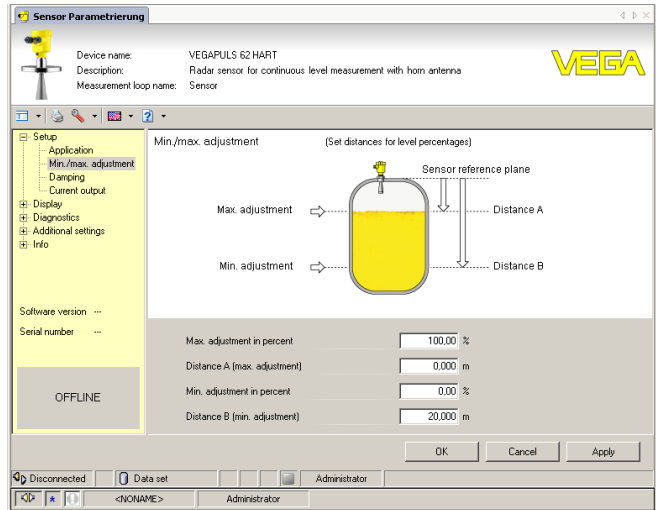 Sensor Parametrierung
Device name: VEGAPULS 62 HART
Description: Radar sensor for continuous level measurement with horn antenna
Measurement loop name: Sensor
VEGA
Setup
Application
Min./max. adjustment
Damping
Current output
Display
Diagnostics
Additional settings
Info
Software version ---
Serial number ---
OFFLINE
Min./max. adjustment (Set distances for level percentages)
Sensor reference plane
Max. adjustment
Distance A
Min. adjustment
Distance B
Max. adjustment in percent 100,00 %
Distance A (max. adjustment) 0,000 m
Min. adjustment in percent 0,00 %
Distance B (min. adjustment) 20,000 m
OK Cancel Apply
Disconnected Data set Administrator
<NONAME> Administrator